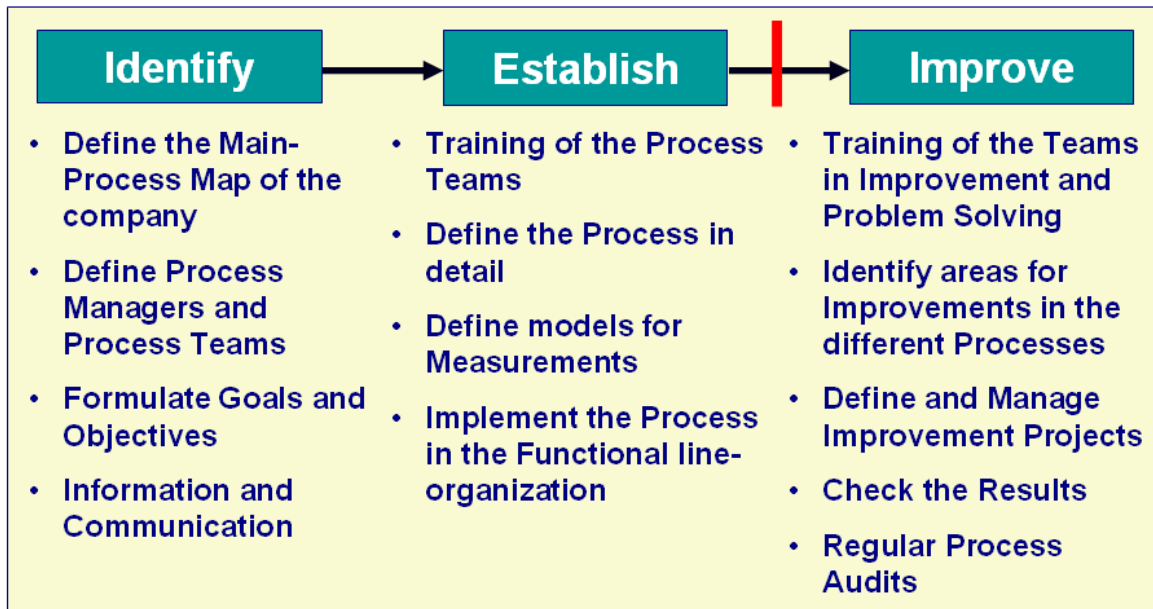 Identify
Establish
Improve
• Define the Main-
Process Map of the
company
• Define Process
Managers and
Process Teams
• Formulate Goals and
Objectives
• Information and
Communication
• Training of the Process
Teams
• Define the Process in
detail
• Define models for
Measurements
• Implement the Process
in the Functional line-
organization
• Training of the Teams
in Improvement and
Problem Solving
• Identify areas for
Improvements in the
different Processes
• Define and Manage
Improvement Projects
• Check the Results
• Regular Process
Audits